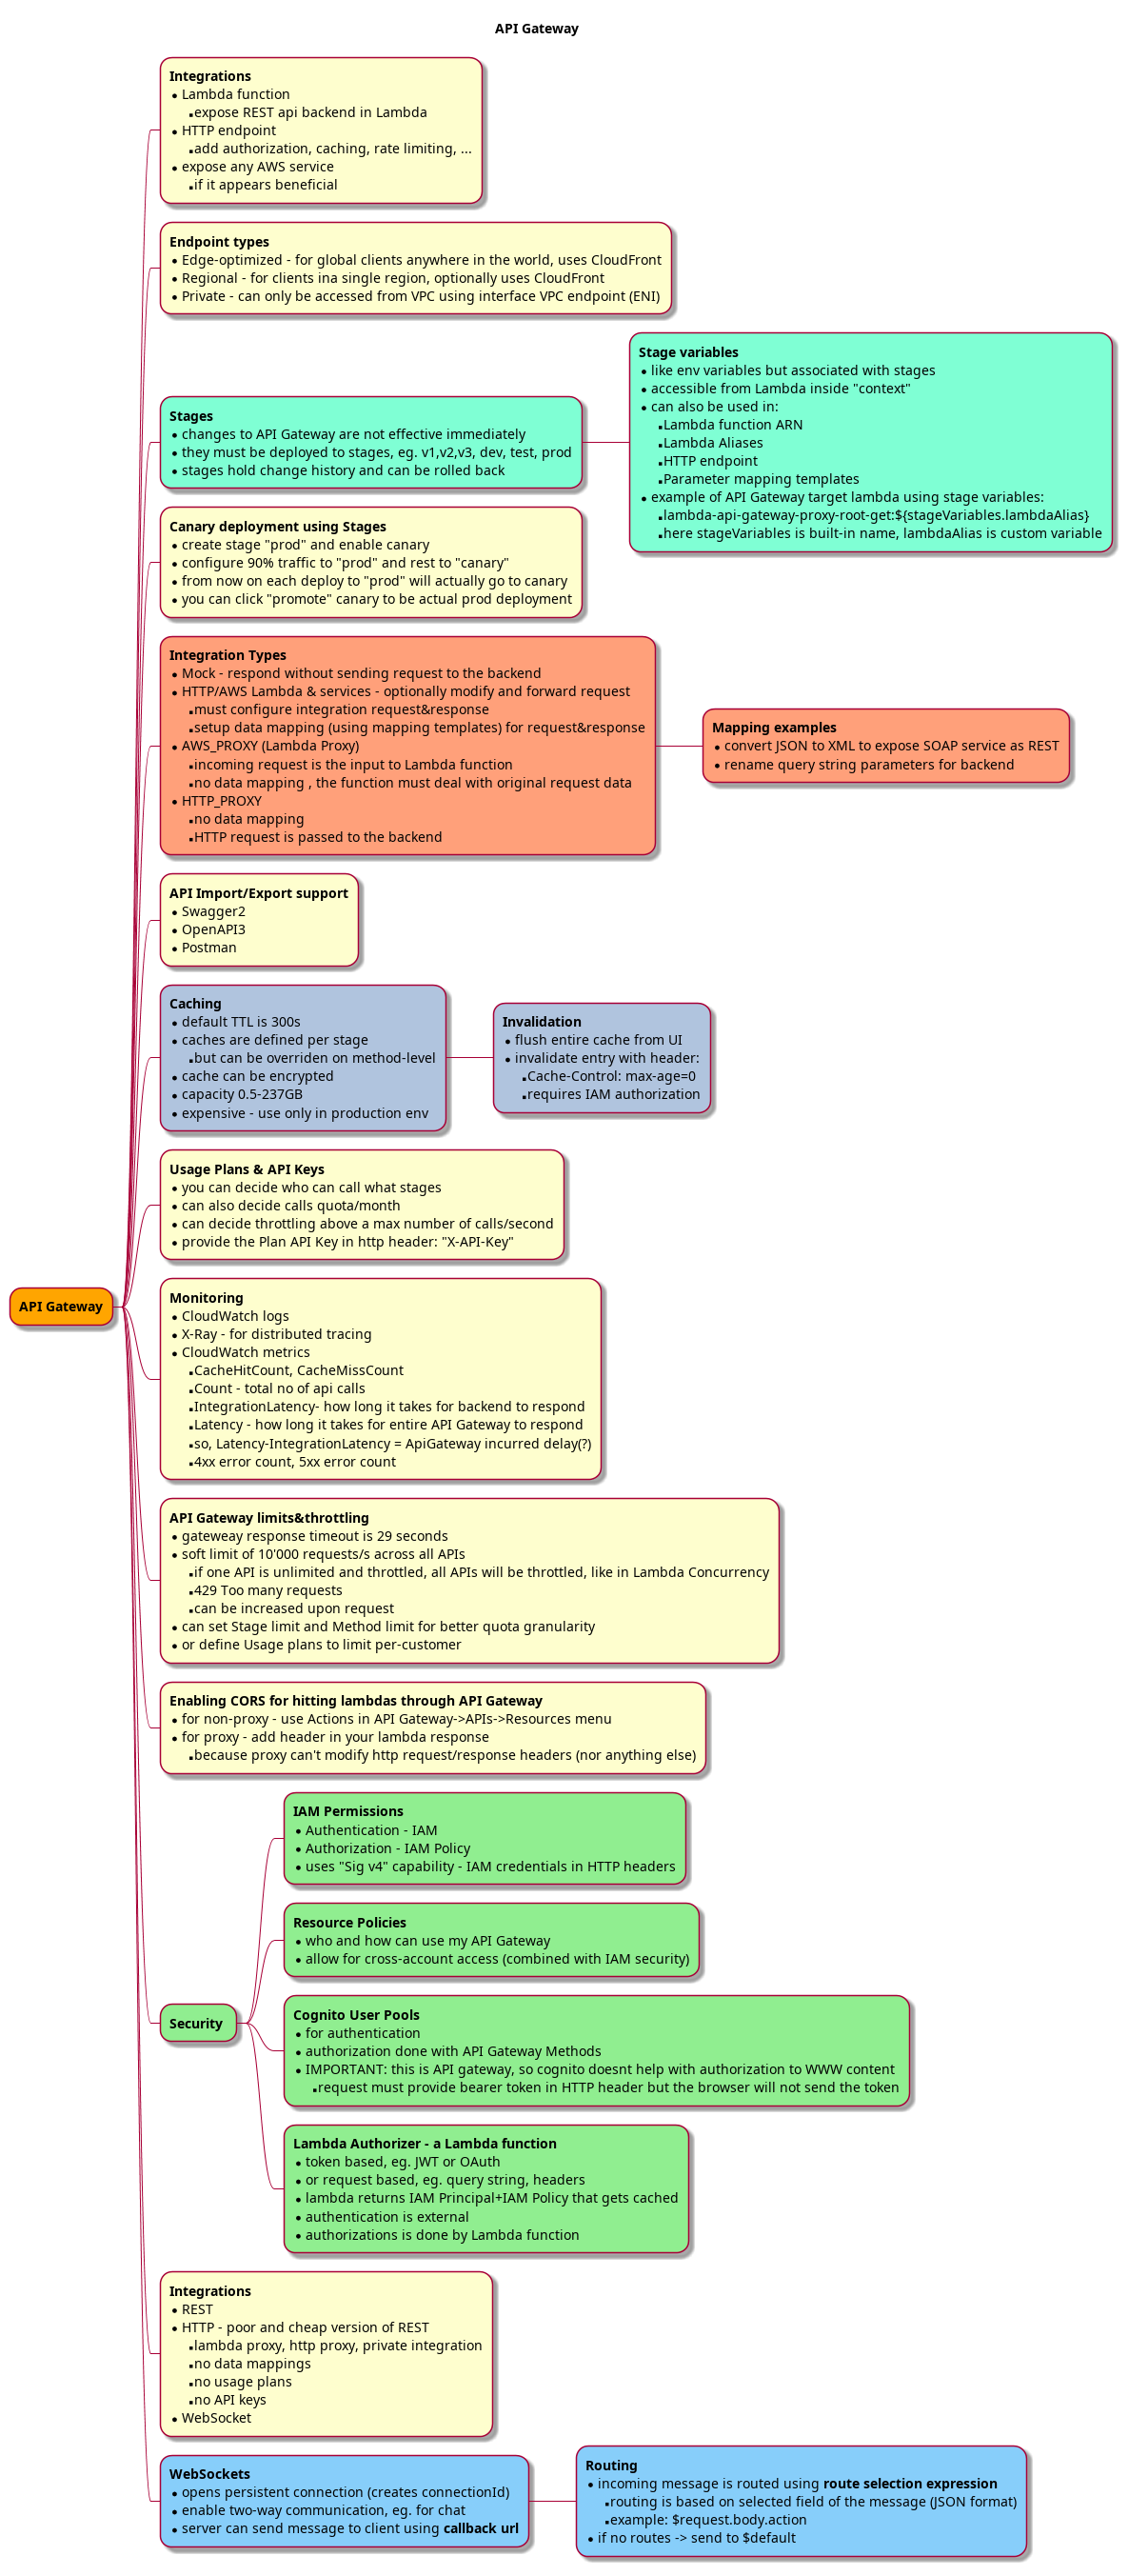 API Gateway
Integrations
• Lambda function
▪ expose REST api backend in Lambda
• HTTP endpoint
▪ add authorization, caching, rate limiting, ...
• expose any AWS service
▪ if it appears beneficial
Endpoint types
• Edge-optimized - for global clients anywhere in the world, uses CloudFront
• Regional - for clients ina single region, optionally uses CloudFront
• Private - can only be accessed from VPC using interface VPC endpoint (ENI)
Stages
• changes to API Gateway are not effective immediately
• they must be deployed to stages, eg. v1,v2,v3, dev, test, prod
• stages hold change history and can be rolled back
Stage variables
• like env variables but associated with stages
• accessible from Lambda inside "context"
• can also be used in:
▪ Lambda function ARN
▪ Lambda Aliases
▪ HTTP endpoint
▪ Parameter mapping templates
• example of API Gateway target lambda using stage variables:
▪ lambda-api-gateway-proxy-root-get:${stageVariables.lambdaAlias}
▪ here stageVariables is built-in name, lambdaAlias is custom variable
Canary deployment using Stages
• create stage "prod" and enable canary
• configure 90% traffic to "prod" and rest to "canary"
• from now on each deploy to "prod" will actually go to canary
• you can click "promote" canary to be actual prod deployment
Integration Types
• Mock - respond without sending request to the backend
• HTTP/AWS Lambda & services - optionally modify and forward request
▪ must configure integration request&response
▪ setup data mapping (using mapping templates) for request&response
• AWS_PROXY (Lambda Proxy)
▪ incoming request is the input to Lambda function
▪ no data mapping , the function must deal with original request data
• HTTP_PROXY
▪ no data mapping
▪ HTTP request is passed to the backend
Mapping examples
• convert JSON to XML to expose SOAP service as REST
• rename query string parameters for backend
API Import/Export support
• Swagger2
• OpenAPI3
• Postman
Caching
• default TTL is 300s
• caches are defined per stage
▪ but can be overriden on method-level
• cache can be encrypted
• capacity 0.5-237GB
• expensive - use only in production env
Invalidation
• flush entire cache from UI
• invalidate entry with header:
▪ Cache-Control: max-age=0
▪ requires IAM authorization
Usage Plans & API Keys
• you can decide who can call what stages
• can also decide calls quota/month
• can decide throttling above a max number of calls/second
• provide the Plan API Key in http header: "X-API-Key"
API Gateway
Monitoring
• CloudWatch logs
• X-Ray - for distributed tracing
• CloudWatch metrics
▪ CacheHitCount, CacheMissCount
▪ Count - total no of api calls
▪ IntegrationLatency- how long it takes for backend to respond
▪ Latency - how long it takes for entire API Gateway to respond
▪ so, Latency-IntegrationLatency = ApiGateway incurred delay(?)
▪ 4xx error count, 5xx error count
API Gateway limits&throttling
• gateweay response timeout is 29 seconds
• soft limit of 10'000 requests/s across all APIs
▪ if one API is unlimited and throttled, all APIs will be throttled, like in Lambda Concurrency
▪ 429 Too many requests
▪ can be increased upon request
• can set Stage limit and Method limit for better quota granularity
• or define Usage plans to limit per-customer
Enabling CORS for hitting lambdas through API Gateway
• for non-proxy - use Actions in API Gateway->APIs->Resources menu
• for proxy - add header in your lambda response
▪ because proxy can't modify http request/response headers (nor anything else)
Security
IAM Permissions
• Authentication - IAM
• Authorization - IAM Policy
• uses "Sig v4" capability - IAM credentials in HTTP headers
Resource Policies
• who and how can use my API Gateway
• allow for cross-account access (combined with IAM security)
Cognito User Pools
• for authentication
• authorization done with API Gateway Methods
• IMPORTANT: this is API gateway, so cognito doesnt help with authorization to WWW content
▪ request must provide bearer token in HTTP header but the browser will not send the token
Lambda Authorizer - a Lambda function
• token based, eg. JWT or OAuth
• or request based, eg. query string, headers
• lambda returns IAM Principal+IAM Policy that gets cached
• authentication is external
• authorizations is done by Lambda function
Integrations
• REST
• HTTP - poor and cheap version of REST
▪ lambda proxy, http proxy, private integration
▪ no data mappings
▪ no usage plans
▪ no API keys
• WebSocket
WebSockets
• opens persistent connection (creates connectionId)
• enable two-way communication, eg. for chat
• server can send message to client using callback url
Routing
• incoming message is routed using route selection expression
▪ routing is based on selected field of the message (JSON format)
▪ example: $request.body.action
• if no routes -> send to $default